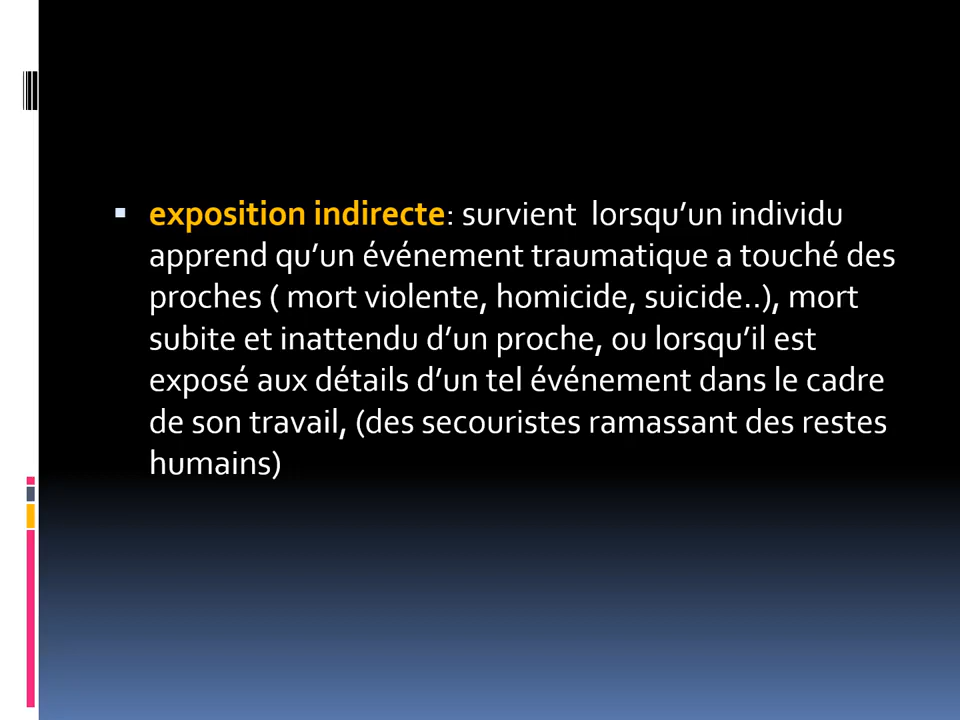 ▪ exposition indirecte: survient lorsqu’un individu
apprend qu’un événement traumatique a touché des
proches ( mort violente, homicide, suicide..), mort
subite et inattendu d’un proche, ou lorsqu’il est
exposé aux détails d’un tel événement dans le cadre
de son travail, (des secouristes ramassant des restes
humains)